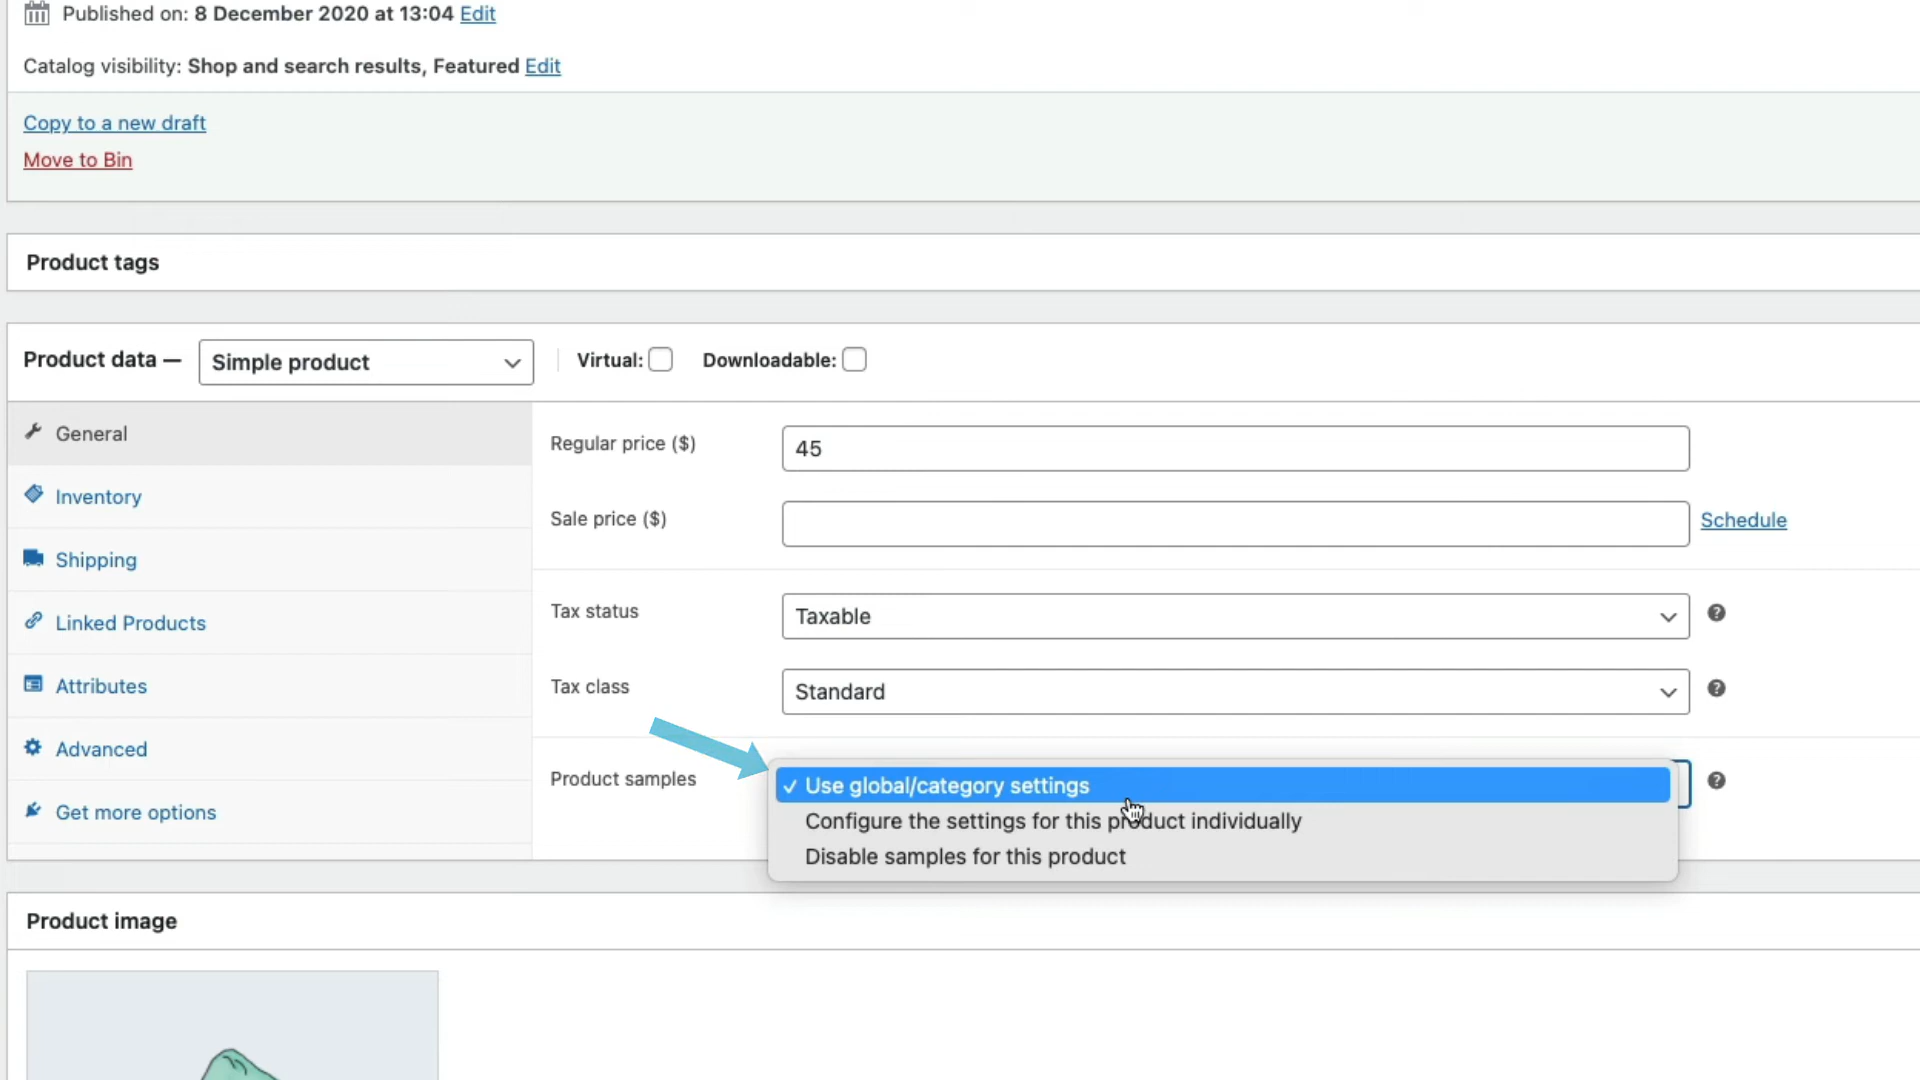 Published on: 8 December 2020 at 13:04 Edit
Catalog visibility: Shop and search results, Featured Edit
Copy to a new draft
Move to Bin
Product tags
Product data — Simple product Virtual: Downloadable:
General
Inventory
Shipping
Linked Products
Attributes
Advanced
Get more options
Regular price ($) 45
Sale price ($) Schedule
Tax status Taxable
Tax class Standard
Product samples
Use global/category settings
Configure the settings for this product individually
Disable samples for this product
Product image